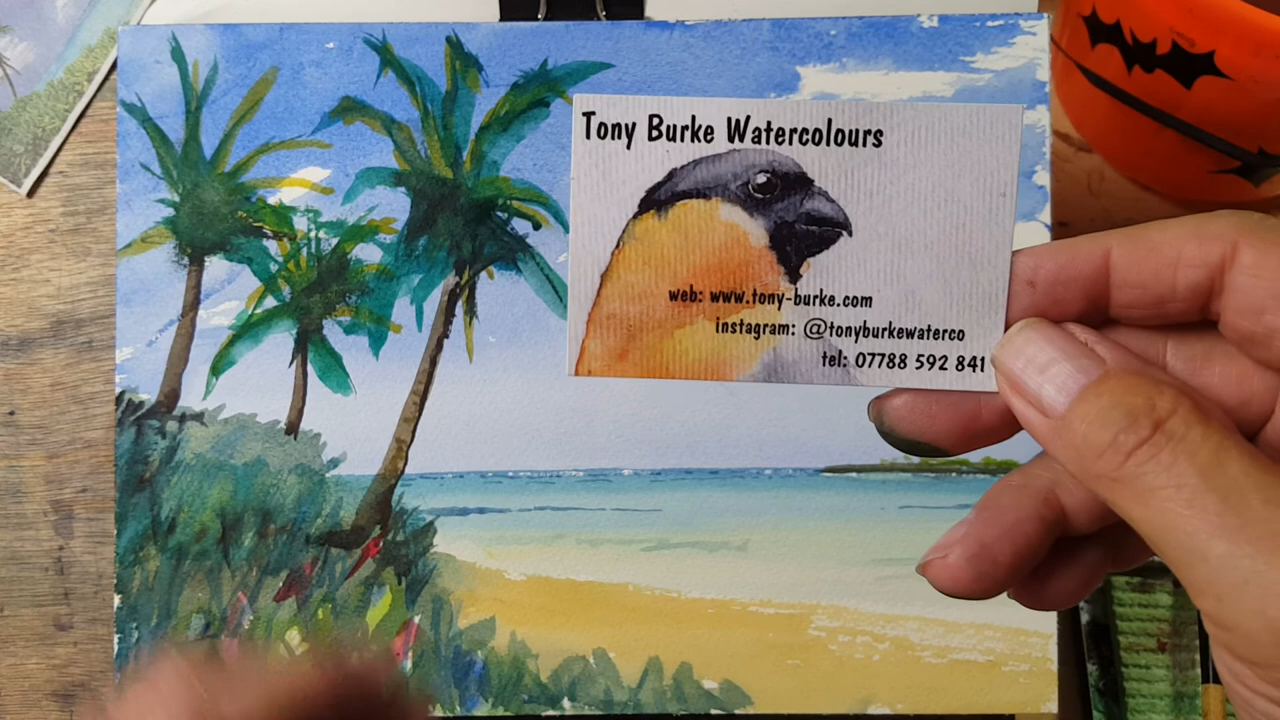 Tony Burke Watercolours
web: www.tony-burke.com
instagram: @tonyburkewaterco
tel: 07788 592 841